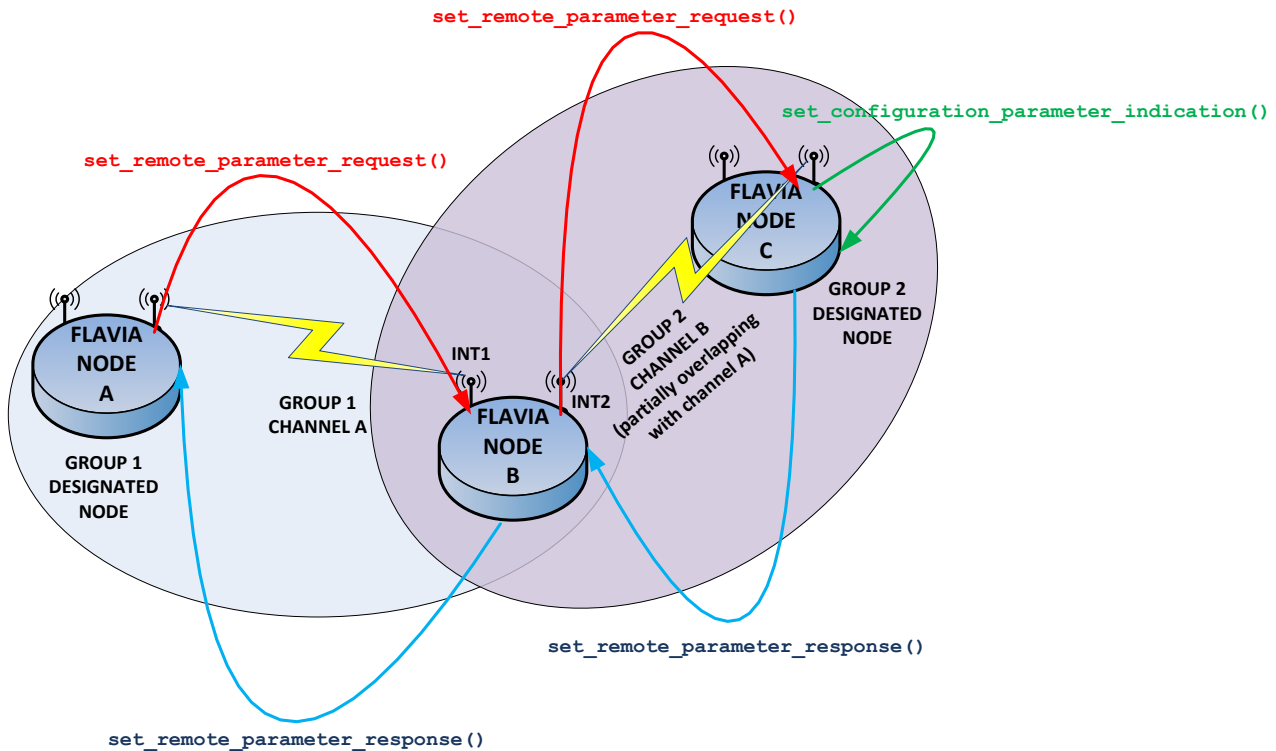 set_remote_parameter_request()
set_configuration_parameter_indication()
set_remote_parameter_request()
FLAVIA
NODE
C
GROUP 2
DESIGNATED
NODE
GROUP 2
CHANNEL B
(partially overlapping
with channel A)
FLAVIA
NODE
A
INT1
INT2
GROUP 1
CHANNEL A
FLAVIA
NODE
B
GROUP 1
DESIGNATED
NODE
set_remote_parameter_response()
set_remote_parameter_response()